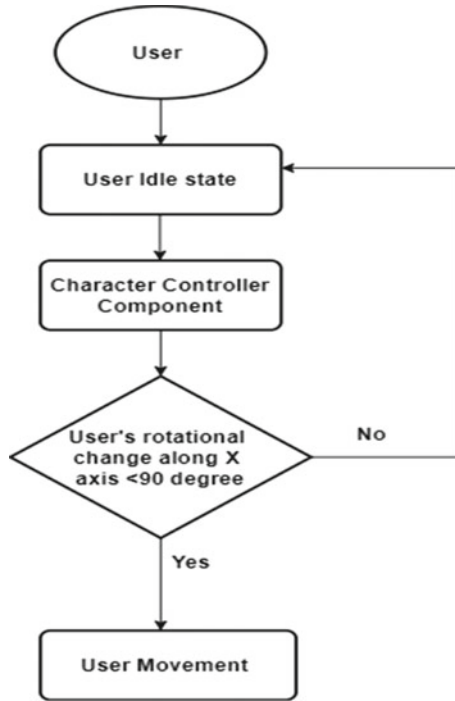 User
User Idle state
Character Controller
Component
User's rotational
change along X
axis <90 degree
No
Yes
User Movement